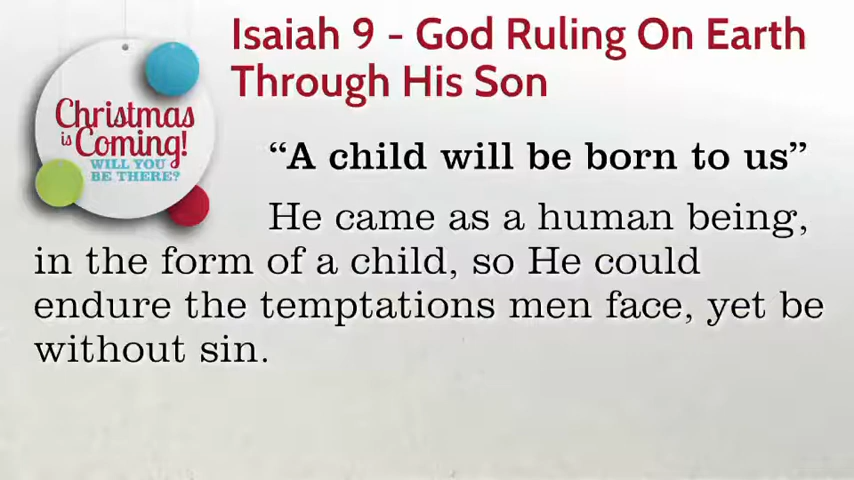 Isaiah 9 - God Ruling On Earth
Through His Son
Christmas
is Coming!
WILL YOU
BE THERE?
“A child will be born to us”
He came as a human being,
in the form of a child, so He could
endure the temptations men face, yet be
without sin.